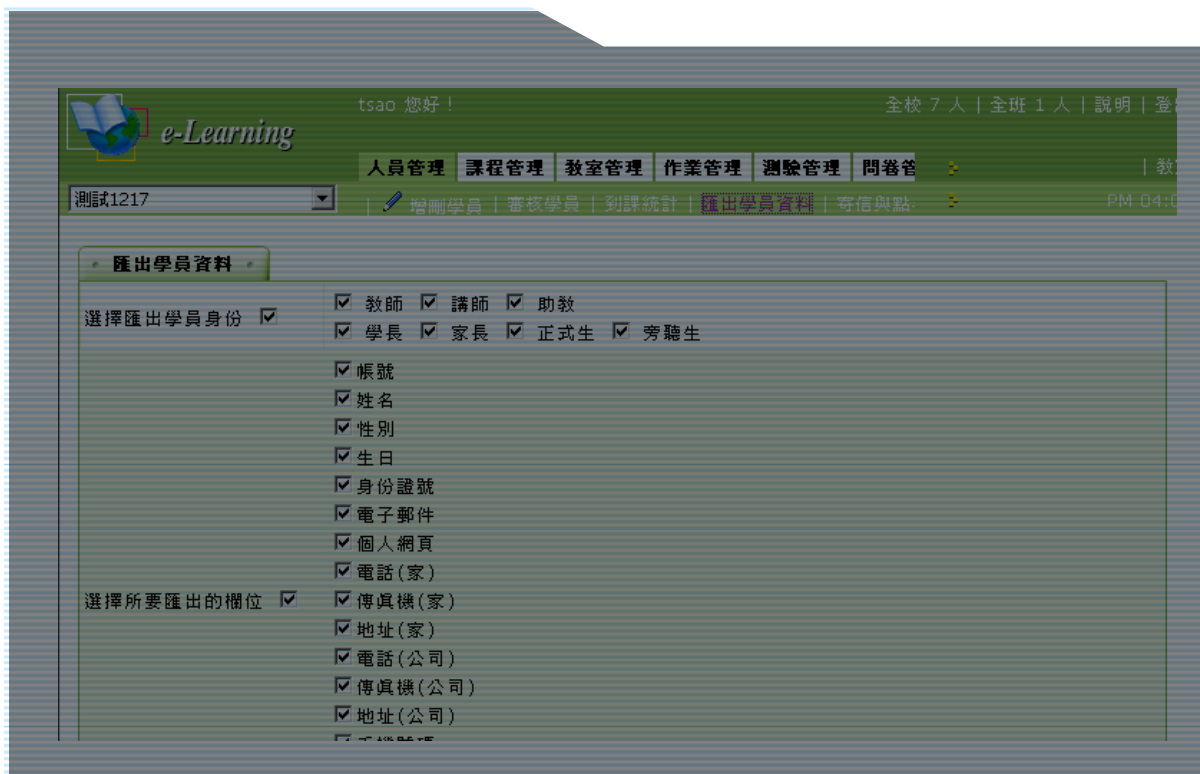 tsao 您好！ 全校 7 人 | 全班 1 人 | 說明 |
e-Learning
人員管理 課程管理 教室管理 作業管理 測驗管理 問卷
測試1217 | 增刪學員 | 審核學員 | 到課統計 | 匯出學員資料 | 寄信與點
PM 04:
匯出學員資料
選擇匯出學員身份
教師 講師 助教
學長 家長 正式生 旁聽生
帳號
姓名
性別
生日
身份證號
電子郵件
個人網頁
電話(家)
選擇所要匯出的欄位 傳真機(家)
地址(家)
電話(公司)
傳真機(公司)
地址(公司)